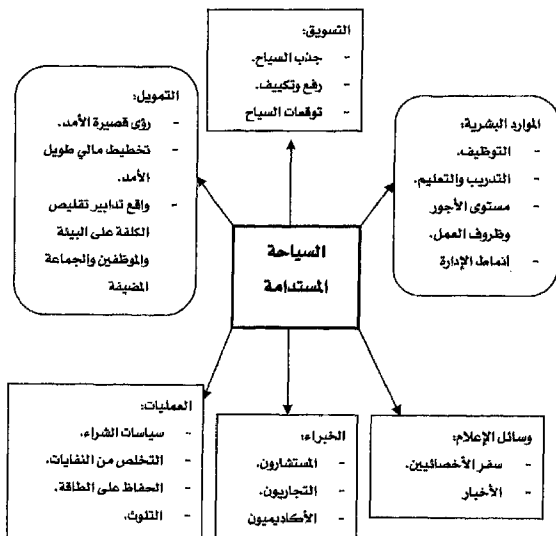 التسويق:
- جذب السياح.
- رفع وتكييف.
- توقعات السياح
الموارد البشرية:
- التوظيف.
- التدريب والتعليم.
- مستوى الأجور
وظروف العمل.
- انماط الإدارة
التمويل:
- رؤى قصيرة الأمد.
- تخطيط مالي طويل
الأمد.
- واقع تدابير تقليص
الكلفة على البيئة
والموظفين والجماعة
المضيفة
السياحة
المستدامة
وسائل الإعلام:
- سفر الأخصائيين.
- الأخبار
الخبراء:
- المستشارون.
- التجاريون.
- الأكاديميون
العمليات:
- سياسات الشراء.
- التخلص من النفايات.
- الحفاظ على الطاقة.
- التلوث.